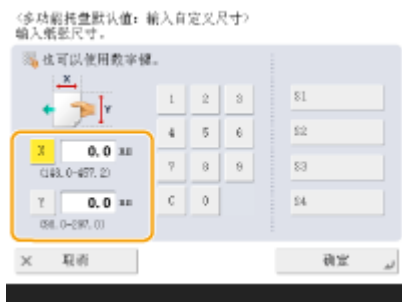 <多功能托盘默认值: 输入自定义尺寸>
输入纸张尺寸。
也可以使用数字键。
X
Y
1 2 3
S1
4 5 6
S2
X 0.0 mm
(148.0-457.2)
7 8 9
S3
Y 0.0 mm
C 0
S4
(98.0-297.0)
× 取消
确定